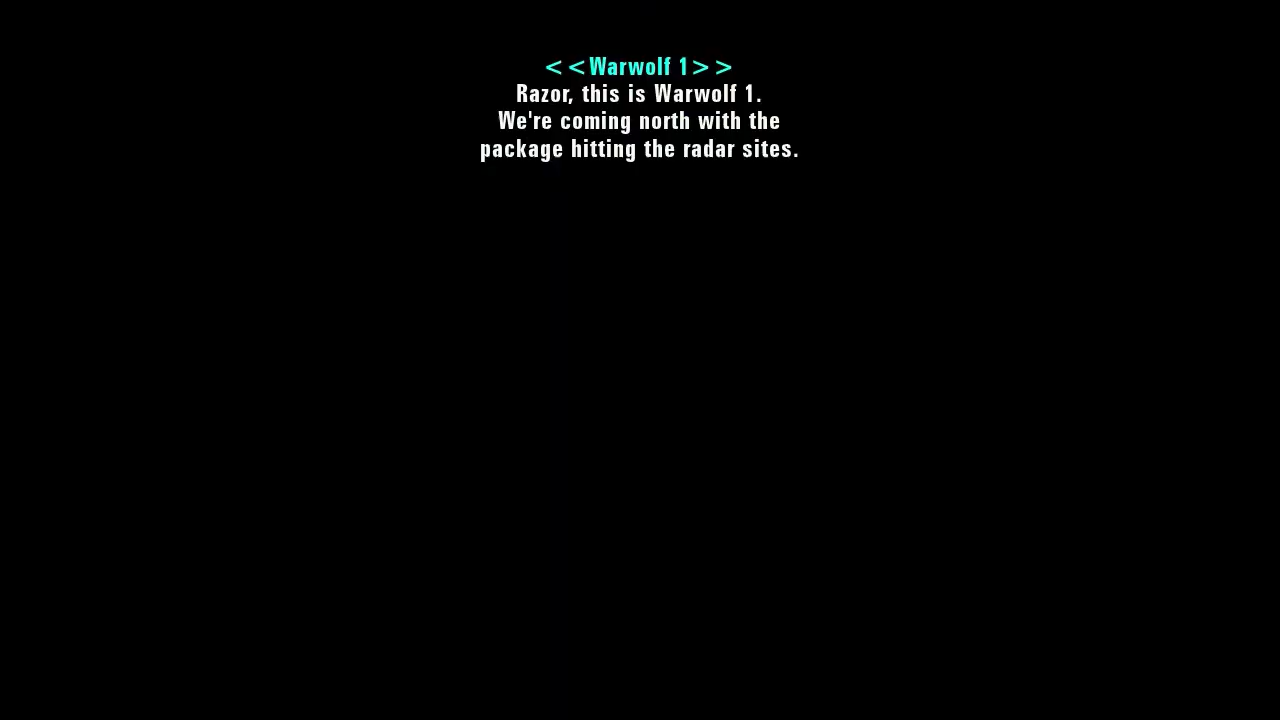 <<Warwolf 1>>
Razor, this is Warwolf 1.
We're coming north with the
package hitting the radar sites.